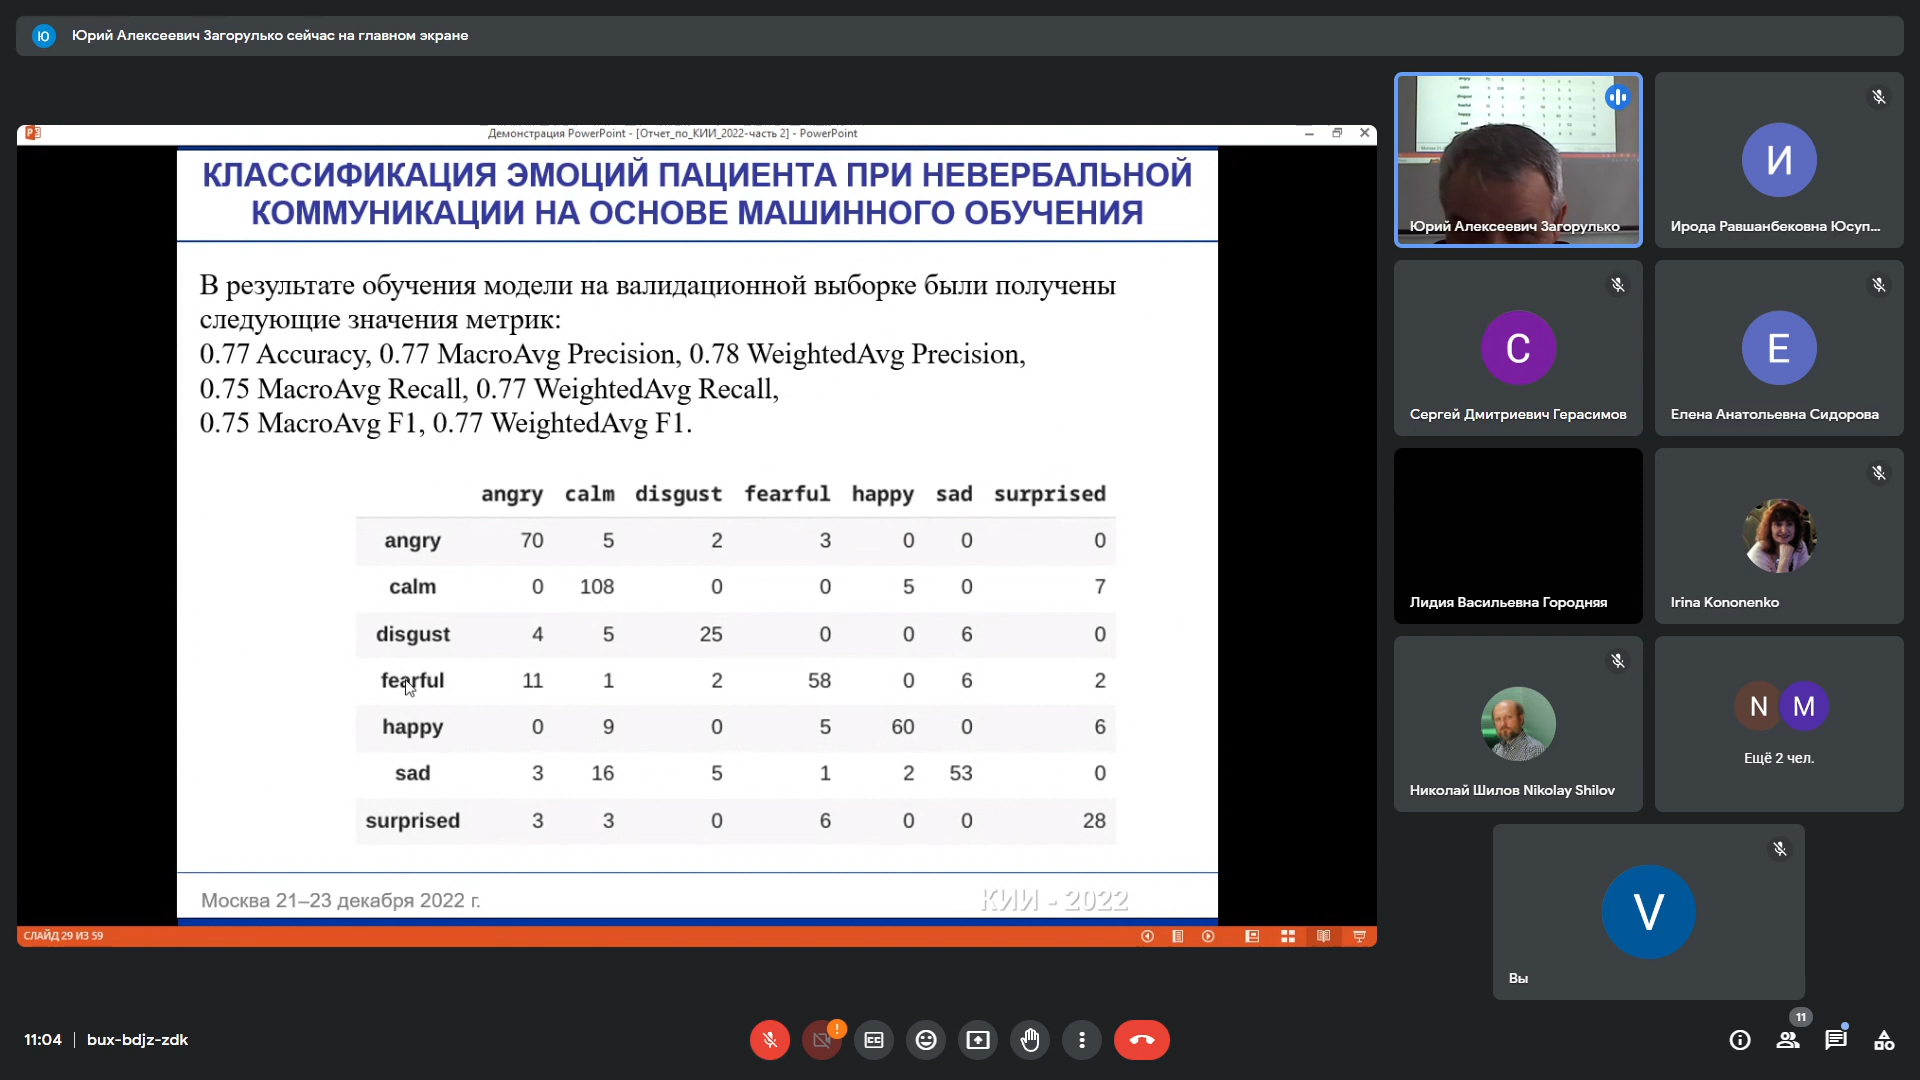 Ю Юрий Алексеевич Загорулько сейчас на главном экране
Демонстрация PowerPoint - [Отчет_по_КИИ_2022-часть 2] - PowerPoint
КЛАССИФИКАЦИЯ ЭМОЦИЙ ПАЦИЕНТА ПРИ НЕВЕРБАЛЬНОЙ
КОММУНИКАЦИИ НА ОСНОВЕ МАШИННОГО ОБУЧЕНИЯ
В результате обучения модели на валидационной выборке были получены
следующие значения метрик:
0.77 Accuracy, 0.77 MacroAvg Precision, 0.78 WeightedAvg Precision,
0.75 MacroAvg Recall, 0.77 WeightedAvg Recall,
0.75 MacroAvg F1, 0.77 WeightedAvg F1.
angry calm disgust fearful happy sad surprised
angry 70 5 2 3 0 0 0
calm 0 108 0 0 5 0 7
disgust 4 5 25 0 0 6 0
fearful 11 1 2 58 0 6 2
happy 0 9 0 5 60 0 6
sad 3 16 5 1 2 53 0
surprised 3 3 0 6 0 0 28
Москва 21–23 декабря 2022 г.
КИИ - 2022
СЛАЙД 29 ИЗ 59
Юрий Алексеевич Загорулько
И
Ирода Равшанбековна Юсуп...
С
Сергей Дмитриевич Герасимов
Е
Елена Анатольевна Сидорова
Лидия Васильевна Городняя
Irina Kononenko
Николай Шилов Nikolay Shilov
N M
Ещё 2 чел.
V
Вы
11:04 | bux-bdjz-zdk
11